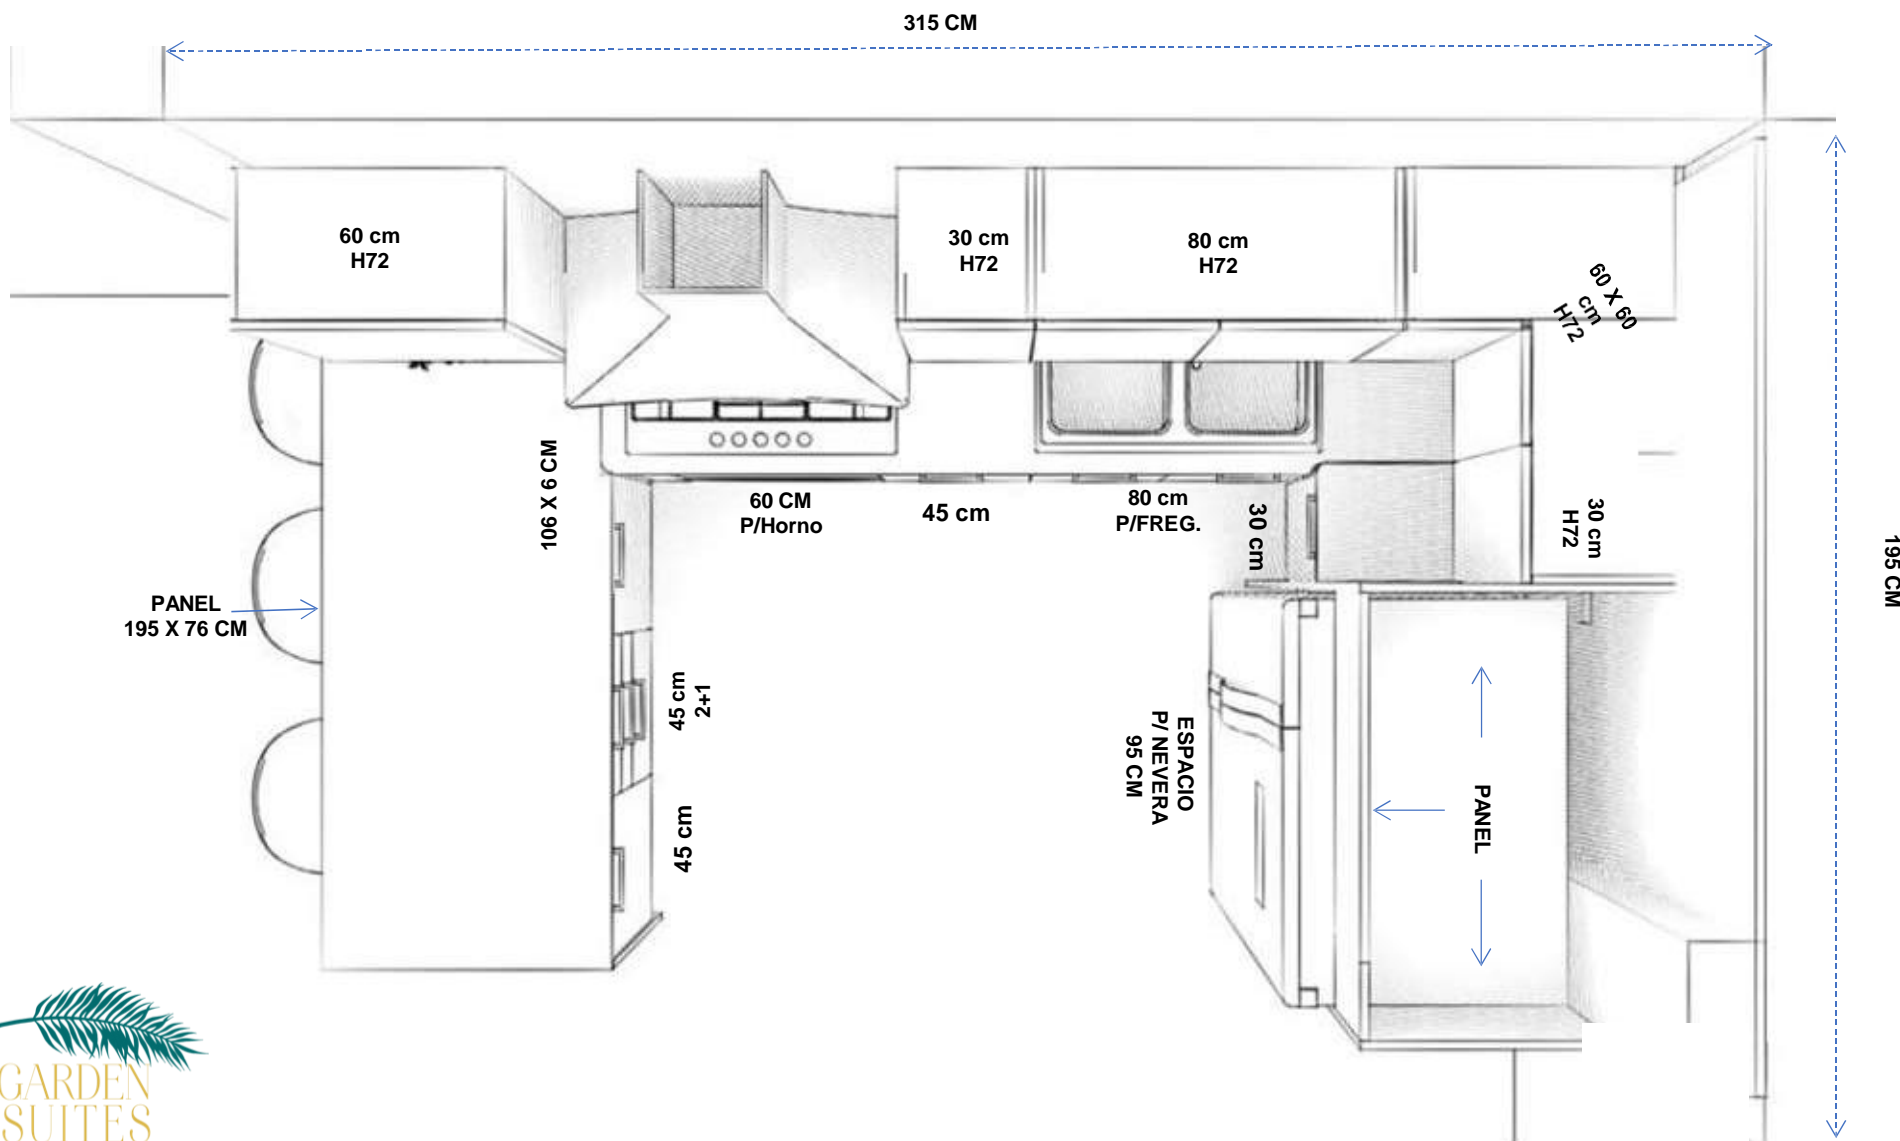 315 CM
60 cm
H72
30 cm
H72
80 cm
H72
60 X 60
cm
H72
106 X 6 CM
60 CM
P/Horno
45 cm
80 cm
P/FREG.
30 cm
30 cm
H72
195 CM
PANEL
195 X 76 CM
45 cm
2+1
45 cm
ESPACIO
P/ NEVERA
95 CM
PANEL
GARDEN
SUITES